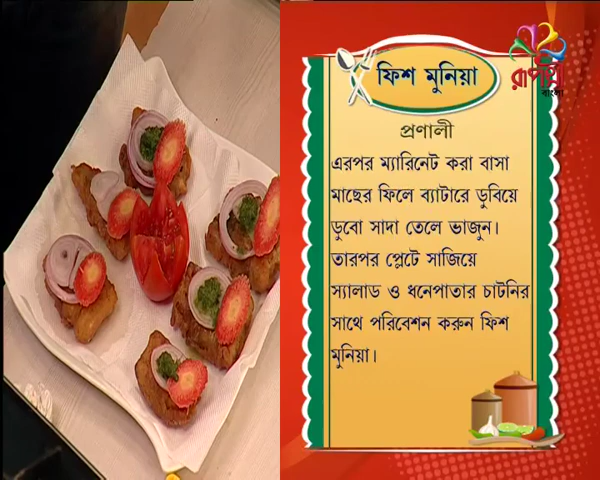 ফিশ মুনিয়া
রূপসী
বাংলা
প্রণালী
এরপর ম্যারিনেট করা বাসা
মাছের ফিলে ব্যাটারে ডুবিয়ে
ডুবো সাদা তেলে ভাজুন।
তারপর প্লেটে সাজিয়ে
স্যালাড ও ধনেপাতার চাটনির
সাথে পরিবেশন করুন ফিশ
মুনিয়া।